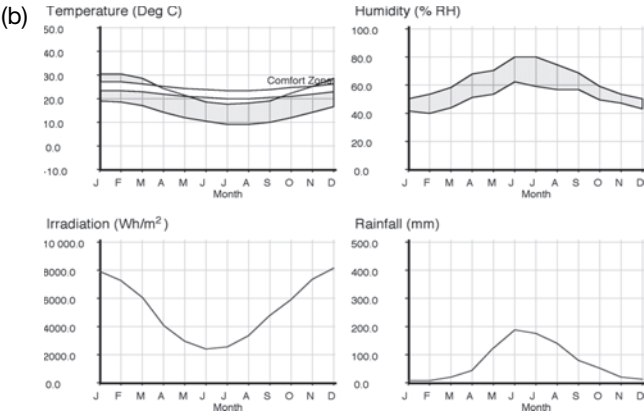 (b)
Temperature (Deg C)
50.0
40.0
30.0
20.0
10.0
0.0
-10.0
Comfort Zone
J F M A M J J A S O N D
Month
Humidity (% RH)
100.0
80.0
60.0
40.0
20.0
0.0
J F M A M J J A S O N D
Month
Irradiation (Wh/m²)
10 000.0
8000.0
6000.0
4000.0
2000.0
0.0
J F M A M J J A S O N D
Month
Rainfall (mm)
500.0
400.0
300.0
200.0
100.0
0.0
J F M A M J J A S O N D
Month